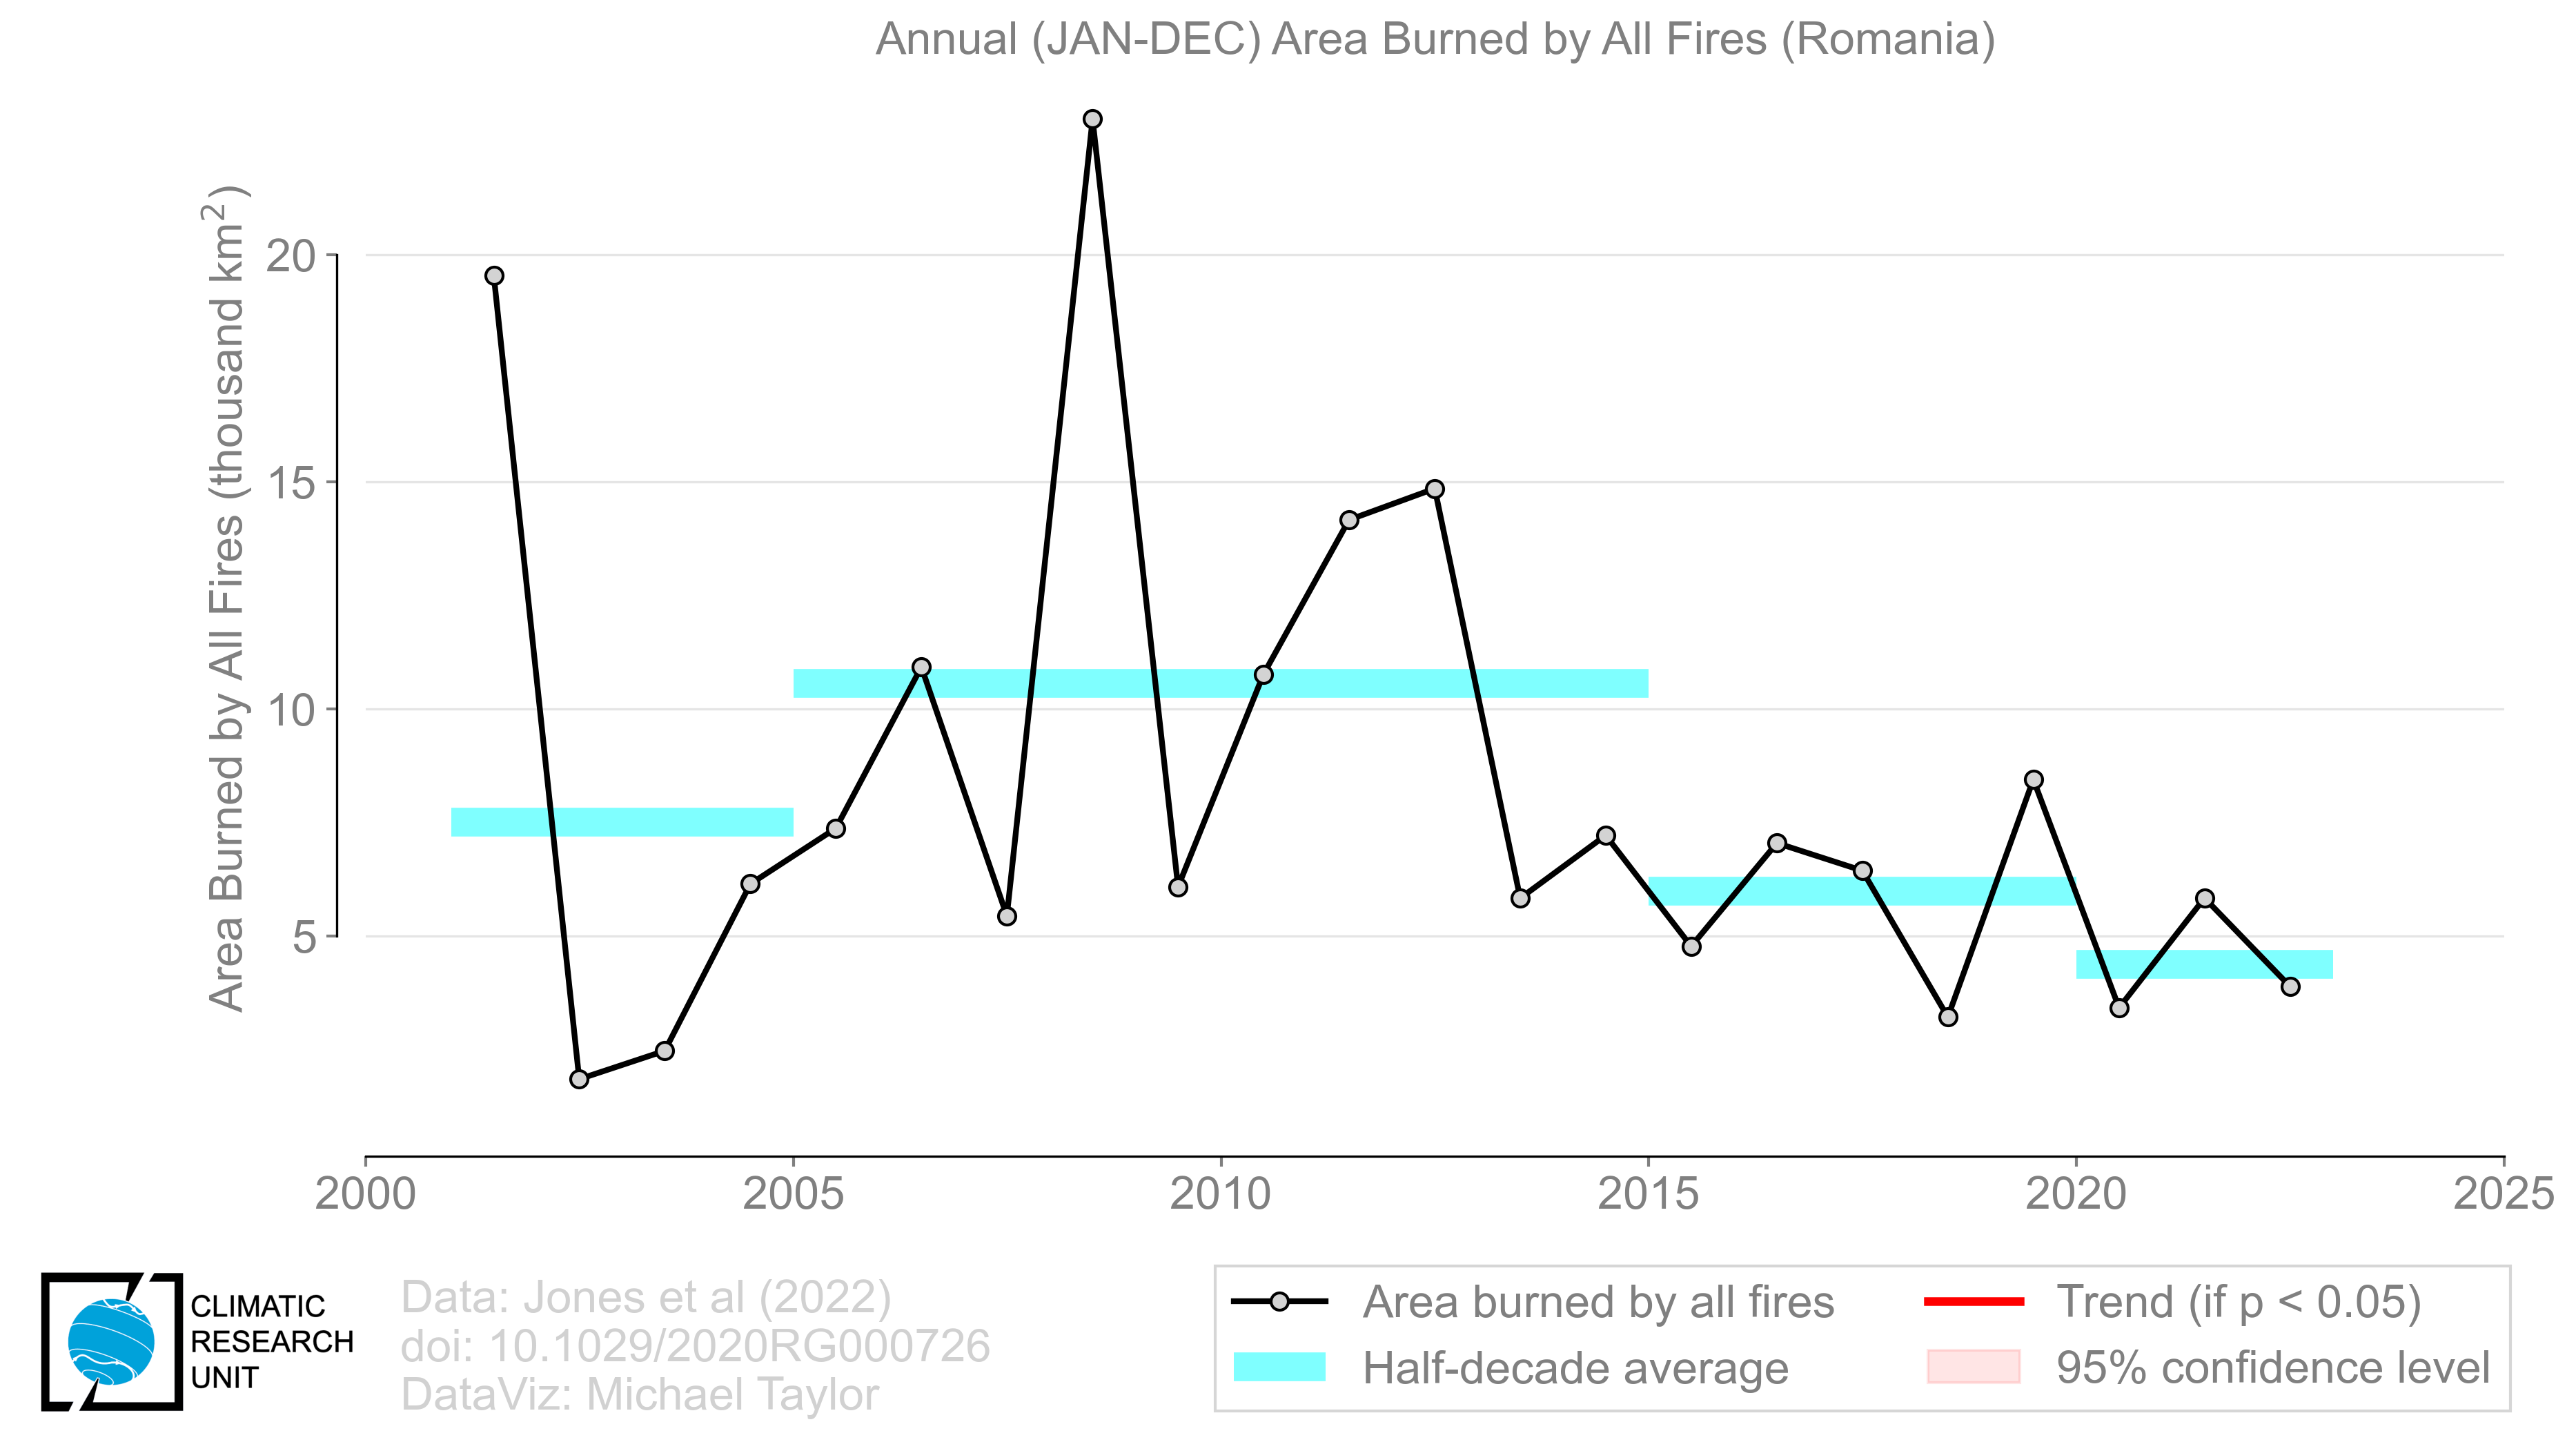 Annual (JAN-DEC) Area Burned by All Fires (Romania)
Area Burned by All Fires (thousand km²)
20
15
10
5
2000
2005
2010
2015
2020
2025
CLIMATIC
RESEARCH
UNIT
Data: Jones et al (2022)
doi: 10.1029/2020RG000726
DataViz: Michael Taylor
Area burned by all fires
Half-decade average
Trend (if p < 0.05)
95% confidence level